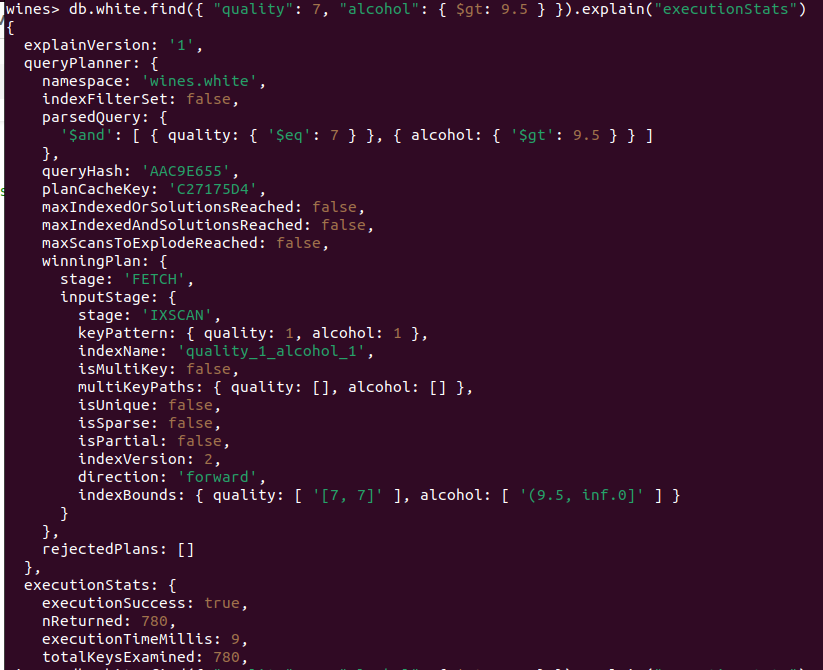 wines> db.white.find({ "quality": 7, "alcohol": { $gt: 9.5 } }).explain("executionStats")
{
  explainVersion: '1',
  queryPlanner: {
    namespace: 'wines.white',
    indexFilterSet: false,
    parsedQuery: {
      '$and': [ { quality: { '$eq': 7 } }, { alcohol: { '$gt': 9.5 } } ]
    },
    queryHash: 'AAC9E655',
    planCacheKey: 'C27175D4',
    maxIndexedOrSolutionsReached: false,
    maxIndexedAndSolutionsReached: false,
    maxScansToExplodeReached: false,
    winningPlan: {
      stage: 'FETCH',
      inputStage: {
        stage: 'IXSCAN',
        keyPattern: { quality: 1, alcohol: 1 },
        indexName: 'quality_1_alcohol_1',
        isMultiKey: false,
        multiKeyPaths: { quality: [], alcohol: [] },
        isUnique: false,
        isSparse: false,
        isPartial: false,
        indexVersion: 2,
        direction: 'forward',
        indexBounds: { quality: [ '[7, 7]' ], alcohol: [ '(9.5, inf.0]' ] }
      }
    },
    rejectedPlans: []
  },
  executionStats: {
    executionSuccess: true,
    nReturned: 780,
    executionTimeMillis: 9,
    totalKeysExamined: 780,